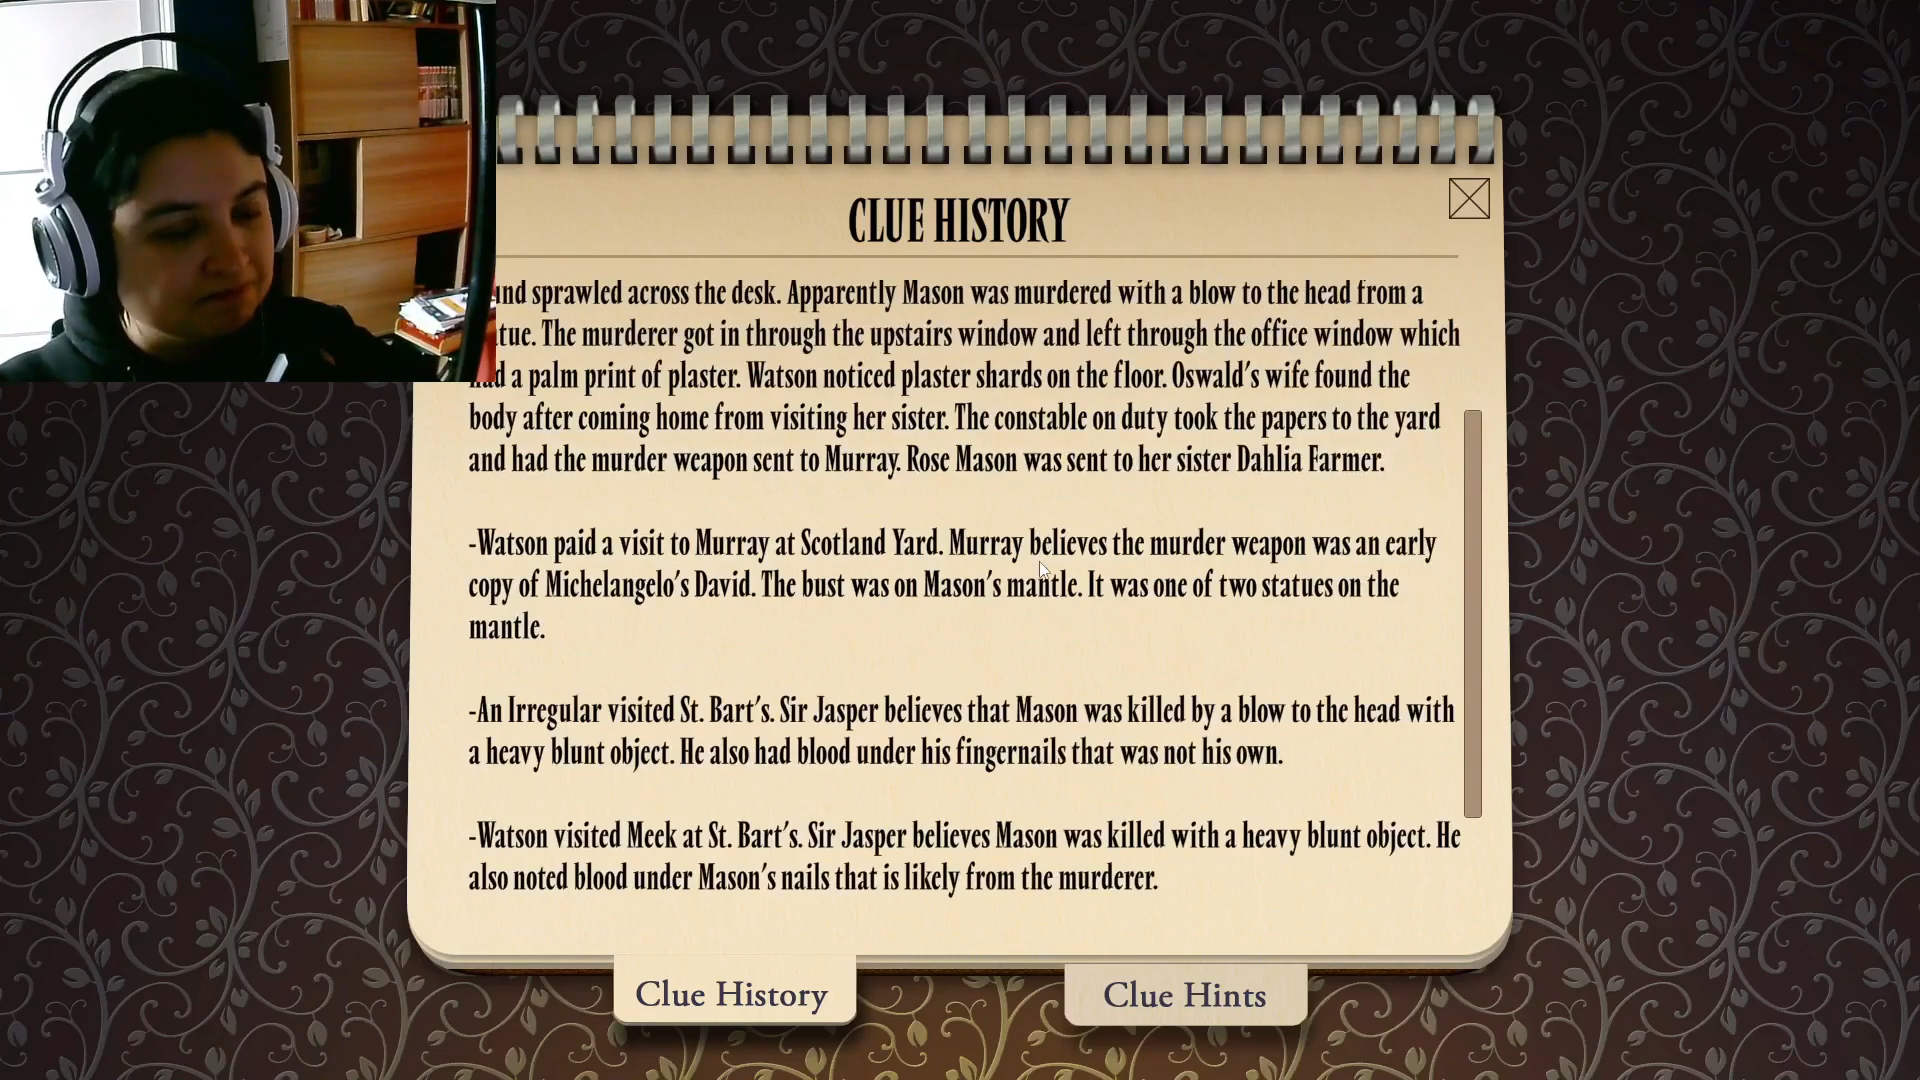 CLUE HISTORY
sprawled across the desk. Apparently Mason was murdered with a blow to the head from a
The murderer got in through the upstairs window and left through the office window which
a palm print of plaster. Watson noticed plaster shards on the floor. Oswald's wife found the
body after coming home from visiting her sister. The constable on duty took the papers to the yard
and had the murder weapon sent to Murray. Rose Mason was sent to her sister Dahlia Farmer.
-Watson paid a visit to Murray at Scotland Yard. Murray believes the murder weapon was an early
copy of Michelangelo's David. The bust was on Mason's mantle. It was one of two statues on the
mantle.
-An Irregular visited St. Bart's. Sir Jasper believes that Mason was killed by a blow to the head with
a heavy blunt object. He also had blood under his fingernails that was not his own.
-Watson visited Meek at St. Bart's. Sir Jasper believes Mason was killed with a heavy blunt object. He
also noted blood under Mason's nails that is likely from the murderer.
Clue History
Clue Hints